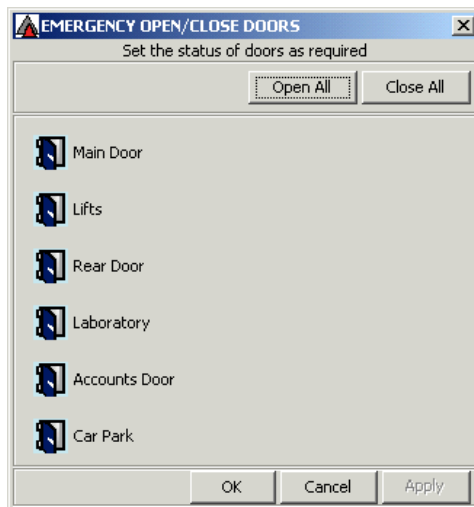 EMERGENCY OPEN/CLOSE DOORS
Set the status of doors as required
Open All Close All
Main Door
Lifts
Rear Door
Laboratory
Accounts Door
Car Park
OK Cancel Apply